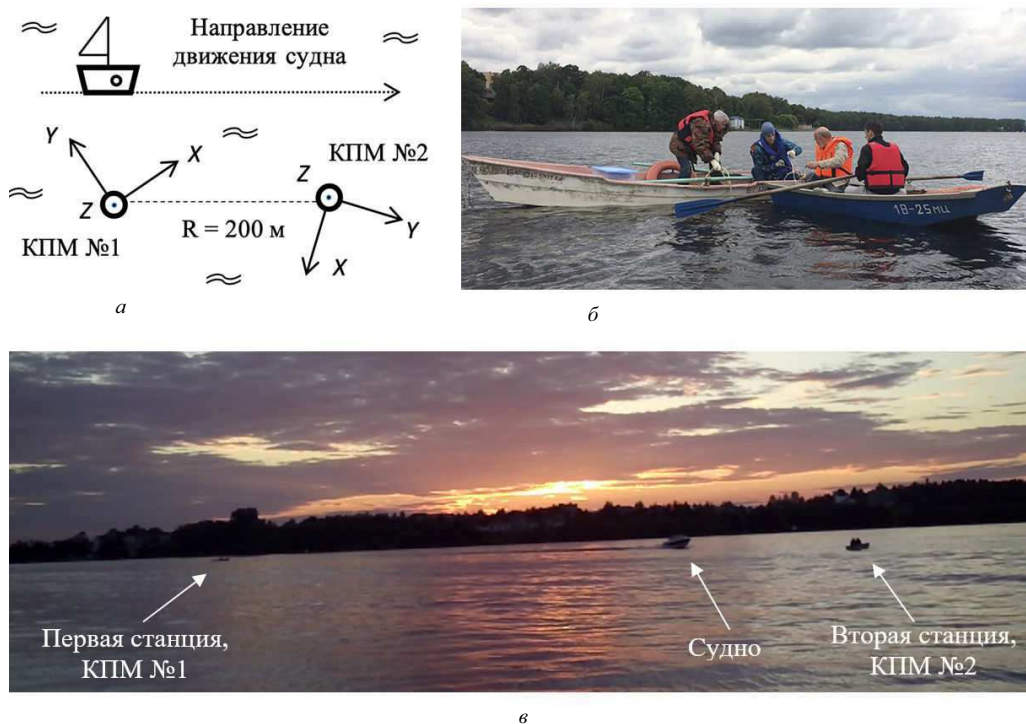 Направление
движения судна
Y
X
КПМ №2
Z
Z
R = 200 м
Y
КПМ №1
X
а
18-25МЦ
б
Первая станция,
КПМ №1
Судно
Вторая станция,
КПМ №2
в